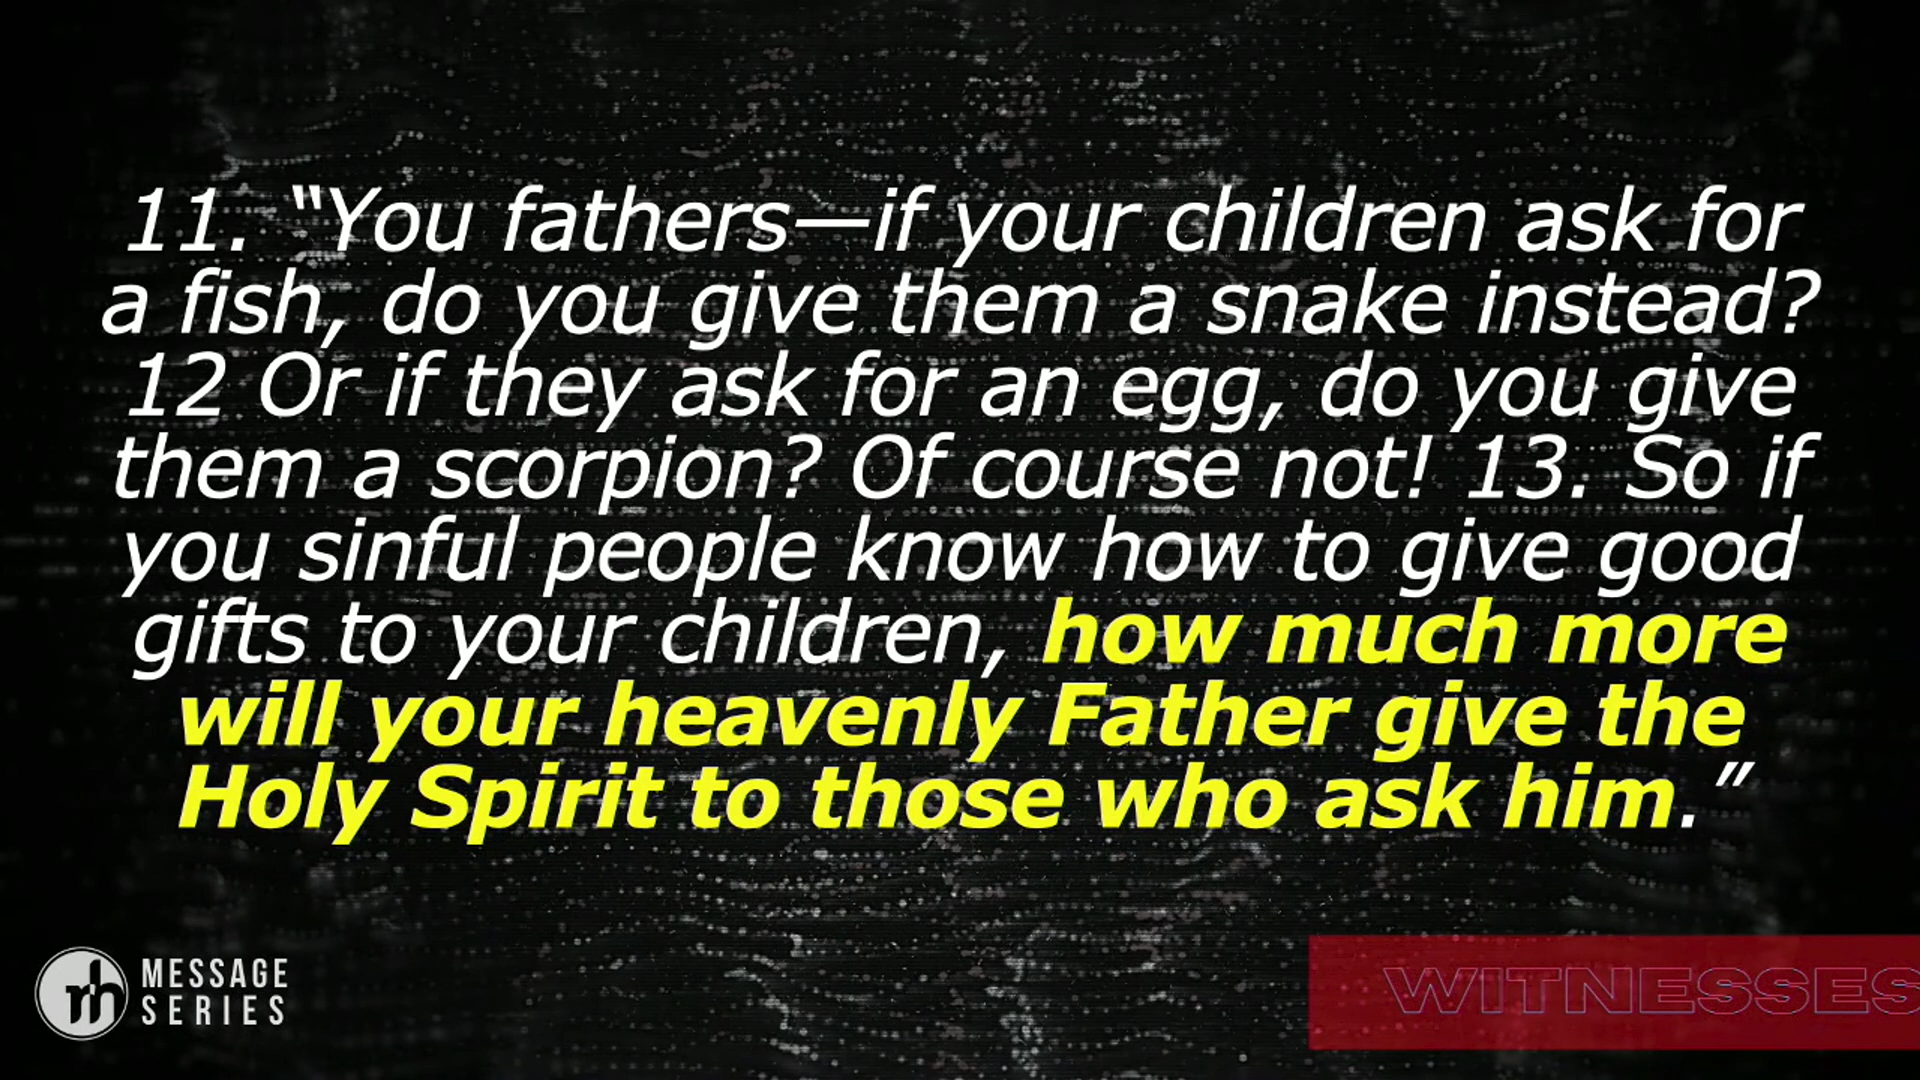 11. “You fathers—if your children ask for
a fish, do you give them a snake instead?
12 Or if they ask for an egg, do you give
them a scorpion? Of course not! 13. So if
you sinful people know how to give good
gifts to your children, how much more
will your heavenly Father give the
Holy Spirit to those who ask him.”
rh
MESSAGE
SERIES
WITNESSES